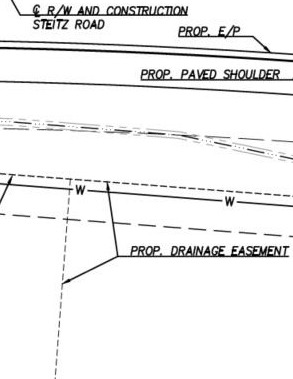 ℄ R/W AND CONSTRUCTION
STEITZ ROAD
PROP. E/P
PROP. PAVED SHOULDER
W
W
PROP. DRAINAGE EASEMENT